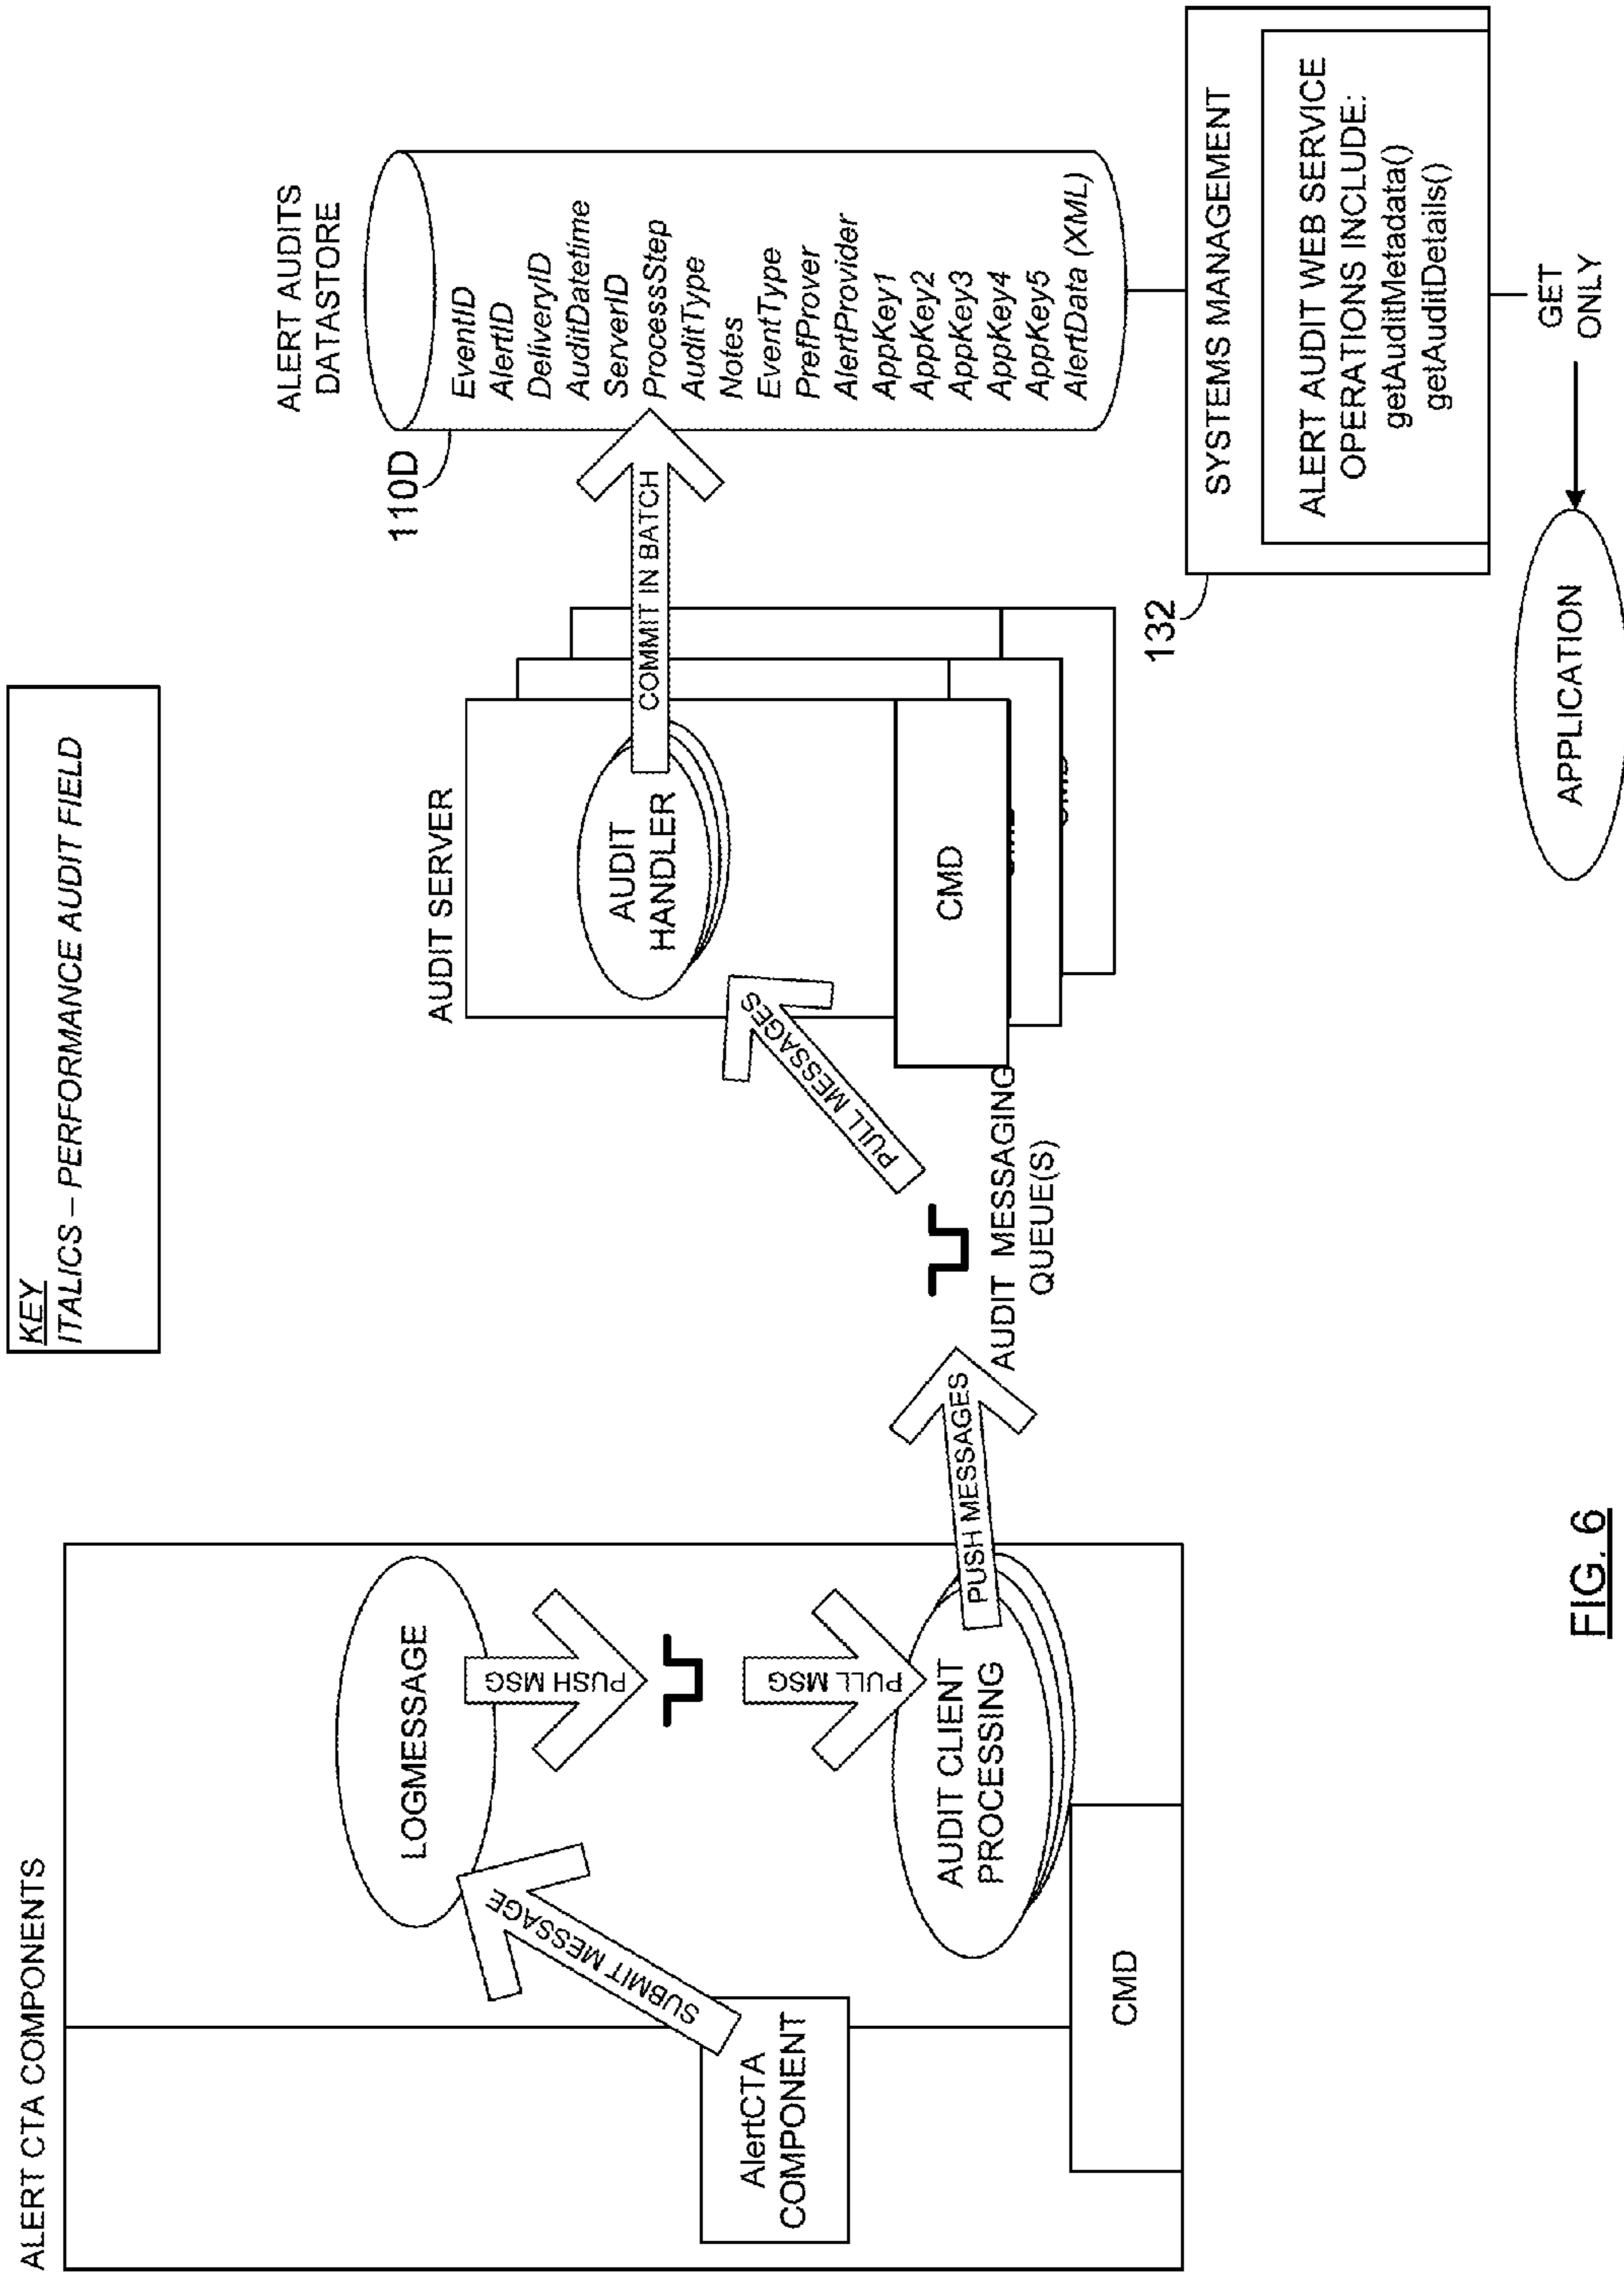 KEY
ITALICS – PERFORMANCE AUDIT FIELD
ALERT CTA COMPONENTS
AlertCTA
COMPONENT
SUBMIT MESSAGE
LOGMESSAGE
PUSH MSG
PULL MSG
AUDIT CLIENT
PROCESSING
CMD
PUSH MESSAGES
AUDIT MESSAGING
QUEUE(S)
PULL MESSAGES
AUDIT SERVER
AUDIT
HANDLER
CMD
COMMIT IN BATCH
ALERT AUDITS
DATASTORE
110D
EventID
AlertID
DeliveryID
AuditDatetime
ServerID
ProcessStep
AuditType
Notes
EventType
PrefProver
AlertProvider
AppKey1
AppKey2
AppKey3
AppKey4
AppKey5
AlertData (XML)
132
SYSTEMS MANAGEMENT
ALERT AUDIT WEB SERVICE
OPERATIONS INCLUDE:
getAuditMetadata()
getAuditDetails()
GET
ONLY
APPLICATION
FIG. 6